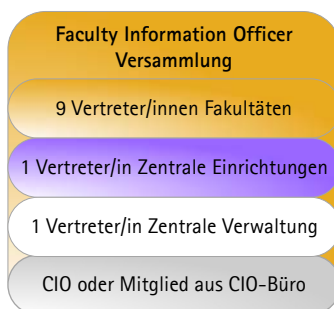 Faculty Information Officer
Versammlung
9 Vertreter/innen Fakultäten
1 Vertreter/in Zentrale Einrichtungen
1 Vertreter/in Zentrale Verwaltung
CIO oder Mitglied aus CIO-Büro